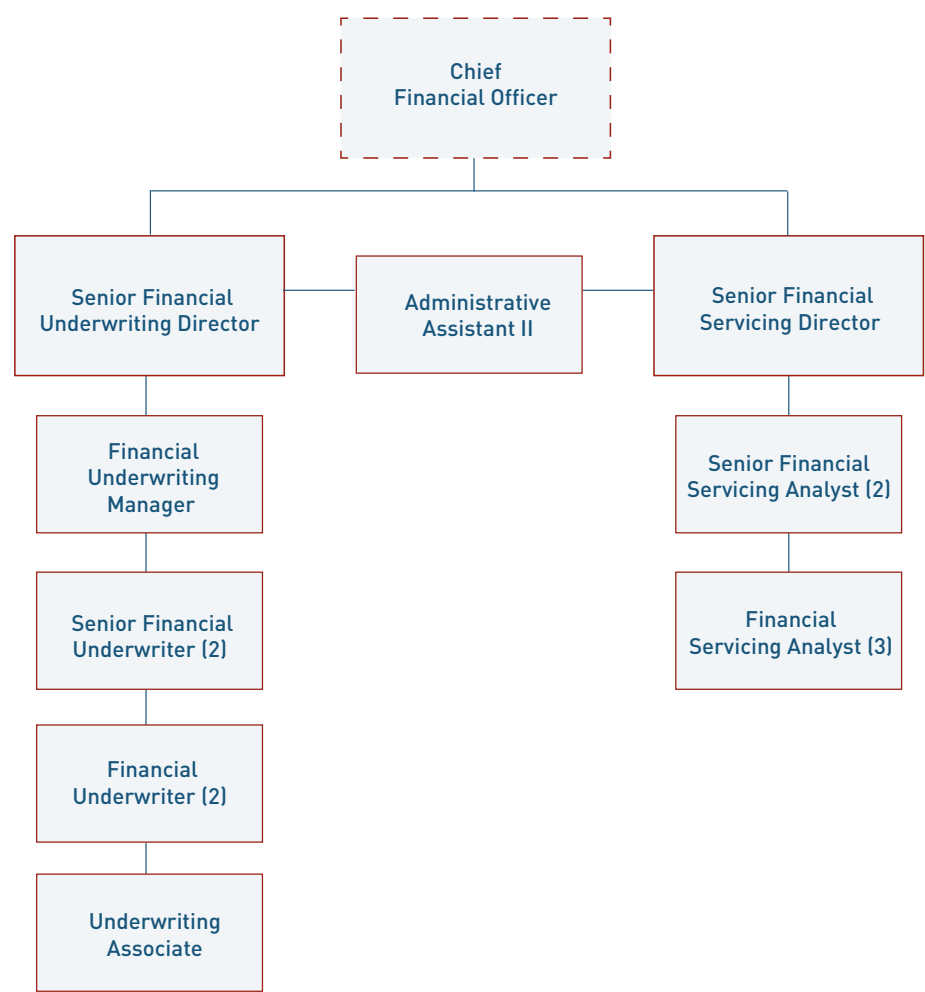 Chief
Financial Officer
Senior Financial
Underwriting Director
Administrative
Assistant II
Senior Financial
Servicing Director
Financial
Underwriting
Manager
Senior Financial
Servicing Analyst (2)
Senior Financial
Underwriter (2)
Financial
Servicing Analyst (3)
Financial
Underwriter (2)
Underwriting
Associate